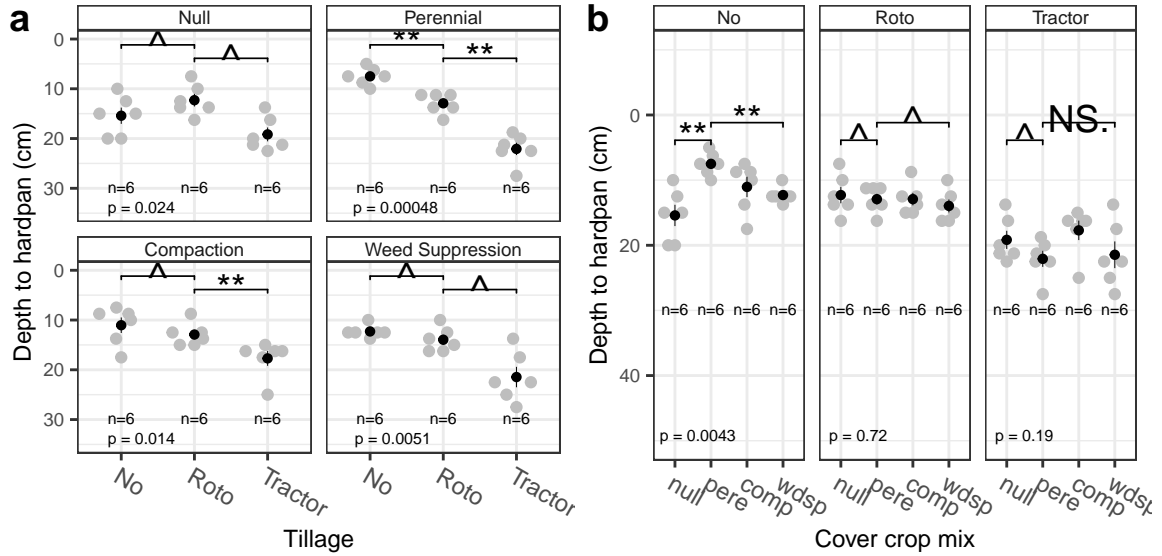 a
Null
Perennial
Depth to hardpan (cm)
0
10
20
30
^
^
n=6
n=6
n=6
p = 0.024
**
**
n=6
n=6
n=6
p = 0.00048
Compaction
Weed Suppression
0
10
20
30
^
**
n=6
n=6
n=6
p = 0.014
^
^
n=6
n=6
n=6
p = 0.0051
No
Roto
Tractor
No
Roto
Tractor
Tillage
b
No
Roto
Tractor
Depth to hardpan (cm)
0
20
40
**
**
n=6
n=6
n=6
n=6
p = 0.0043
^
^
n=6
n=6
n=6
n=6
p = 0.72
^
NS.
n=6
n=6
n=6
n=6
p = 0.19
null
pere
comp
wdsp
null
pere
comp
wdsp
null
pere
comp
wdsp
Cover crop mix